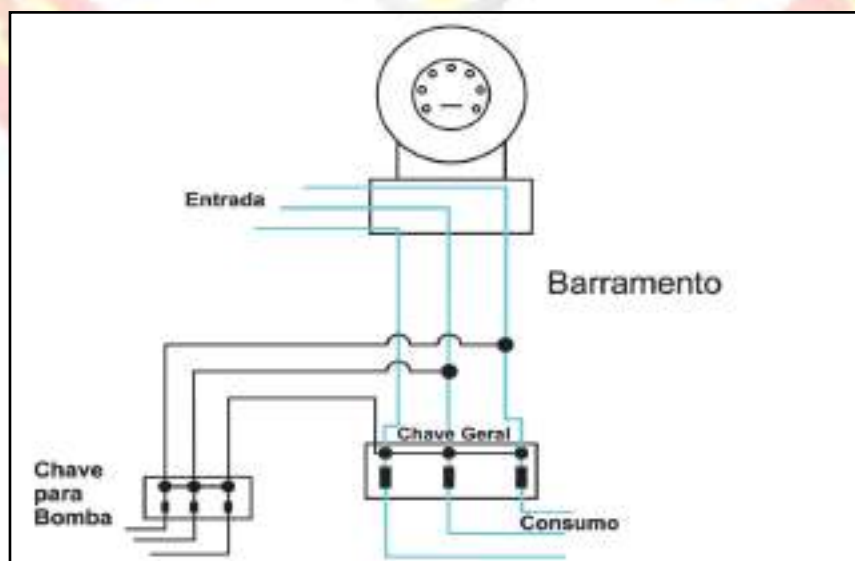 Entrada
Barramento
Chave Geral
Chave
para
Bomba
Consumo